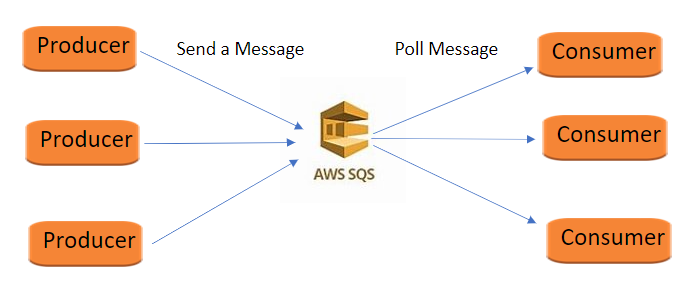 Producer
Send a Message
Poll Message
Consumer
Producer
Consumer
AWS SQS
Producer
Consumer